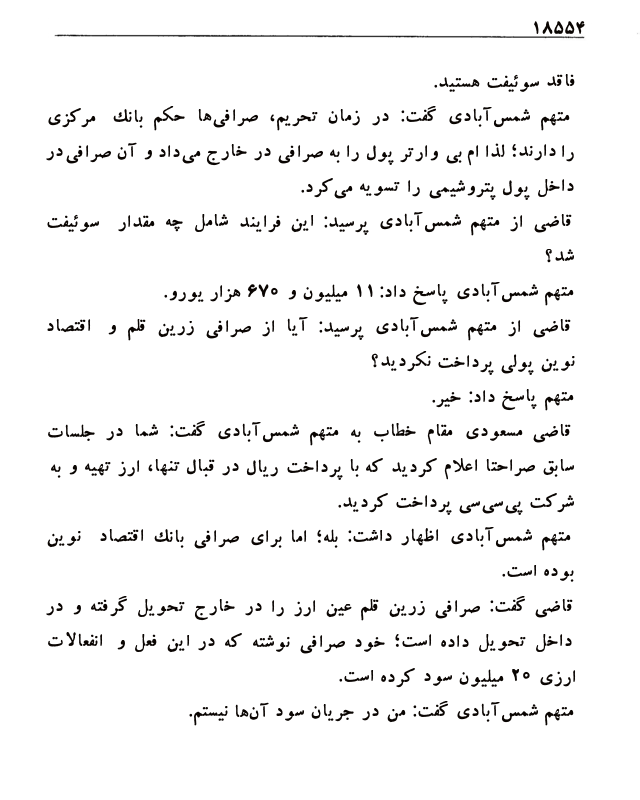 ۱۸۵۵۴
فاقد سوئیفت هستید.
متهم شمس‌آبادی گفت: در زمان تحریم، صرافی‌ها حکم بانك مرکزی
را دارند؛ لذا ام بی وارتر پول را به صرافی در خارج می‌داد و آن صرافی در
داخل پول پتروشیمی را تسویه می‌کرد.
قاضی از متهم شمس‌آبادی پرسید: این فرایند شامل چه مقدار سوئیفت
شد؟
متهم شمس‌آبادی پاسخ داد: ۱۱ میلیون و ۶۷۰ هزار یورو.
قاضی از متهم شمس‌آبادی پرسید: آیا از صرافی زرین قلم و اقتصاد
نوین پولی پرداخت نکردید؟
متهم پاسخ داد: خیر.
قاضی مسعودی مقام خطاب به متهم شمس‌آبادی گفت: شما در جلسات
سابق صراحتا اعلام کردید که با پرداخت ریال در قبال تنها، ارز تهیه و به
شرکت پی‌سی‌سی پرداخت کردید.
متهم شمس‌آبادی اظهار داشت: بله؛ اما برای صرافی بانك اقتصاد نوین
بوده است.
قاضی گفت: صرافی زرین قلم عین ارز را در خارج تحویل گرفته و در
داخل تحویل داده است؛ خود صرافی نوشته که در این فعل و انفعالات
ارزی ۲۰ میلیون سود کرده است.
متهم شمس‌آبادی گفت: من در جریان سود آن‌ها نیستم.